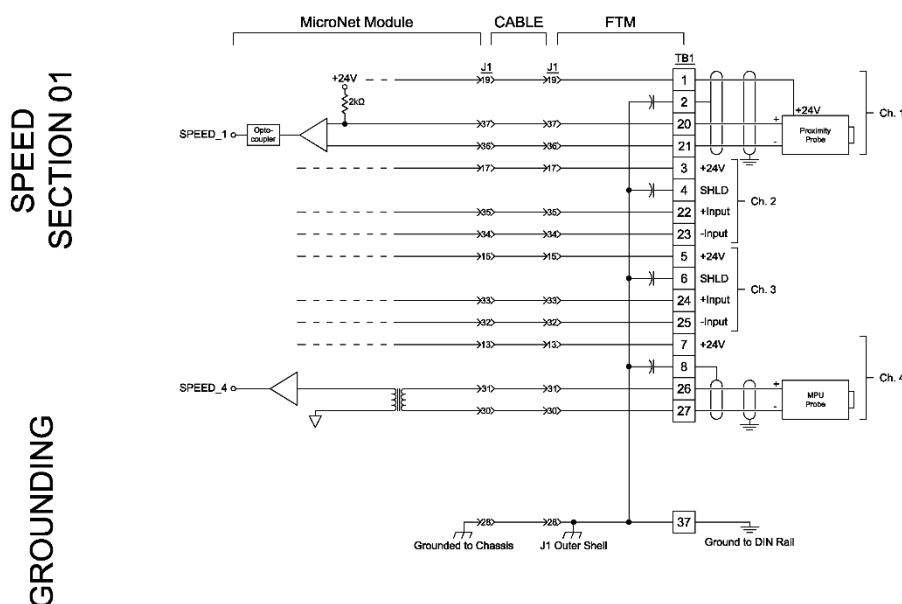 MicroNet Module
CABLE
FTM
SPEED
SECTION 01
J1
J1
TB1
+24V
19
19
1
2kΩ
2
+24V
Ch. 1
SPEED_1
Opto-
coupler
37
37
20
+
Proximity
Probe
36
36
21
-
17
17
3
+24V
4
SHLD
Ch. 2
35
35
22
+Input
34
34
23
-Input
15
15
5
+24V
6
SHLD
Ch. 3
33
33
24
+Input
32
32
25
-Input
13
13
7
+24V
8
Ch. 4
SPEED_4
31
31
26
+
MPU
Probe
30
30
27
-
GROUNDING
28
28
37
Grounded to Chassis
J1 Outer Shell
Ground to DIN Rail